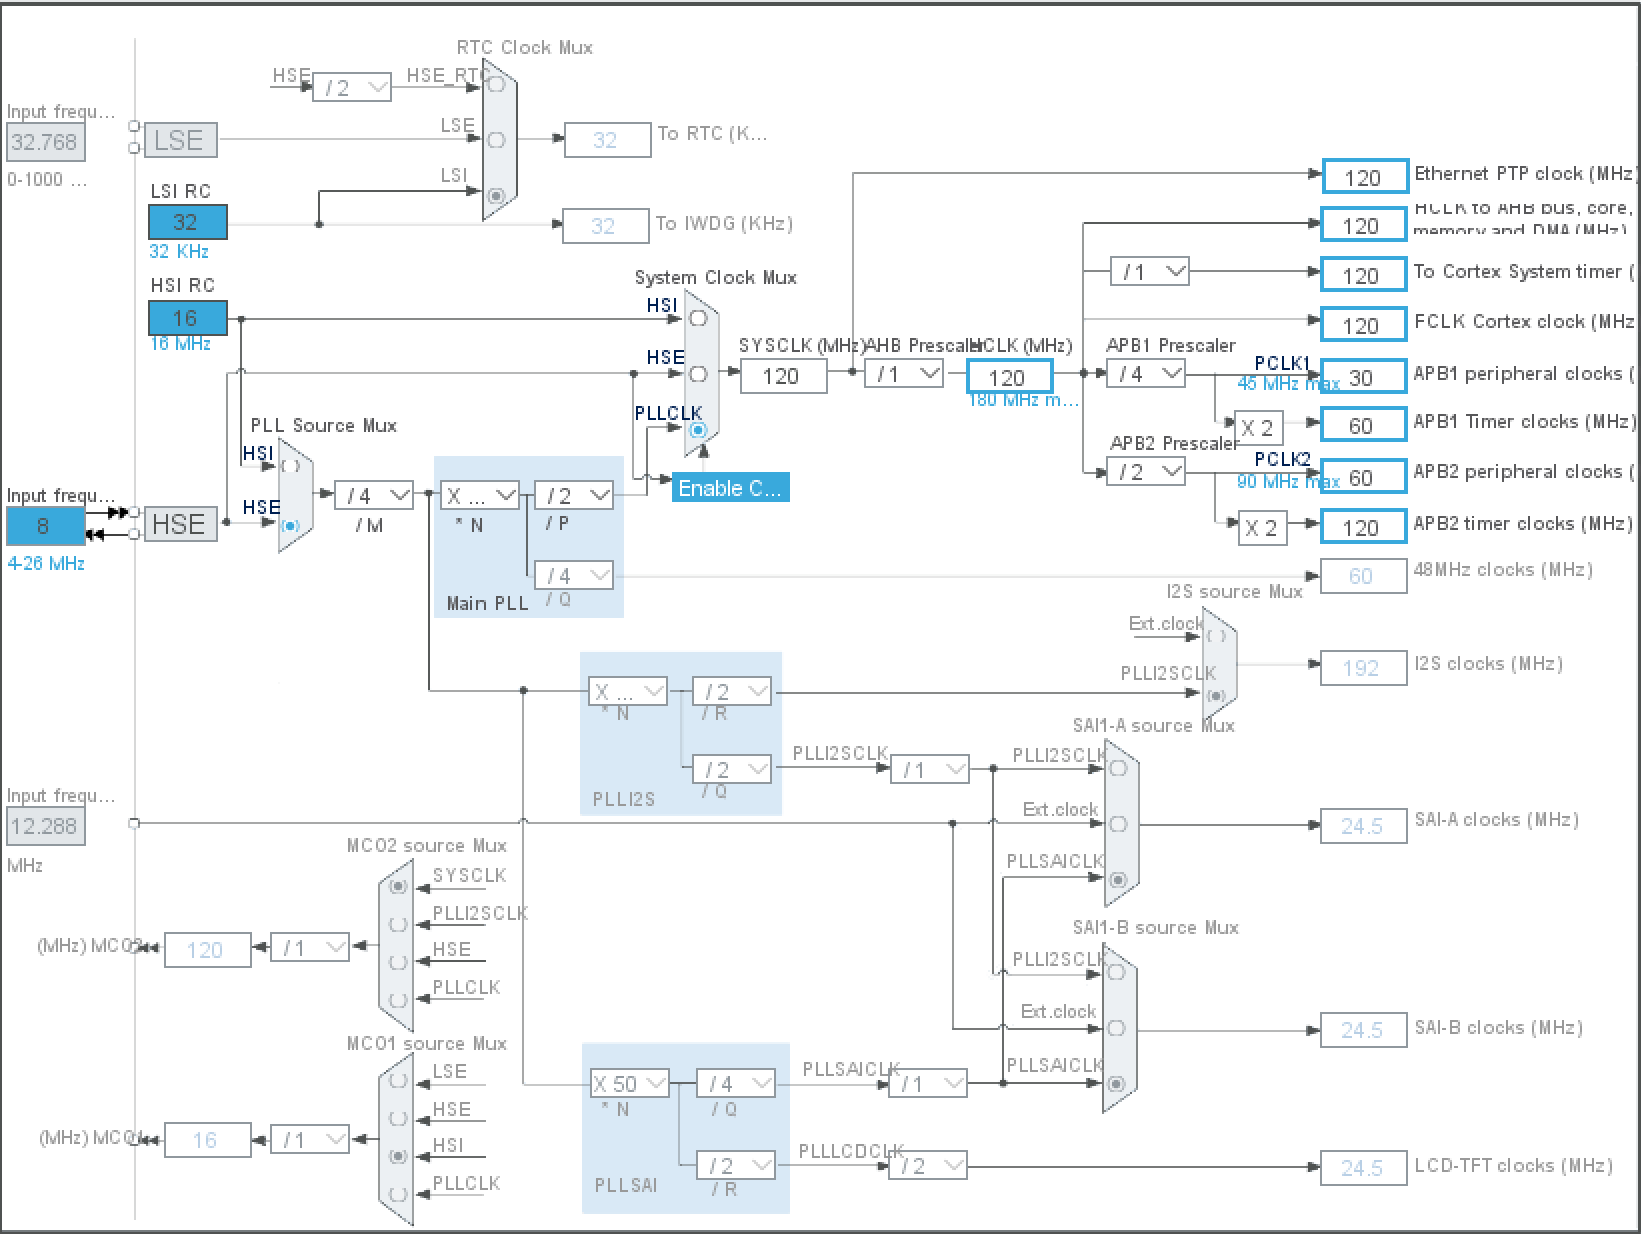 RTC Clock Mux
HSE
/ 2
HSE_RTC
Input frequ...
32.768
0-1000 ...
LSE
LSE
32
To RTC (K...
LSI
LSI RC
32
32 KHz
32
To IWDG (KHz)
Ethernet PTP clock (MHz)
120
HCLK to AHB bus, core,
memory and DMA (MHz)
120
/ 1
120
To Cortex System timer (
HSI RC
16
16 MHz
System Clock Mux
HSI
HSE
PLLCLK
120
FCLK Cortex clock (MHz
SYSCLK (MHz)
120
AHB Prescaler
/ 1
HCLK (MHz)
120
180 MHz m...
APB1 Prescaler
/ 4
PCLK1
45 MHz max
30
APB1 peripheral clocks (
X 2
60
APB1 Timer clocks (MHz)
APB2 Prescaler
/ 2
PCLK2
90 MHz max
60
APB2 peripheral clocks (
X 2
120
APB2 timer clocks (MHz)
PLL Source Mux
HSI
HSE
Input frequ...
8
4-26 MHz
HSE
/ 4
/ M
X ...
* N
/ 2
/ P
Enable C...
/ 4
/ Q
Main PLL
60
48MHz clocks (MHz)
I2S source Mux
Ext.clock
PLLI2SCLK
192
I2S clocks (MHz)
X ...
* N
/ 2
/ R
/ 2
/ Q
PLLI2S
PLLI2SCLK
/ 1
SAI1-A source Mux
PLLI2SCLK
Ext.clock
PLLSAICLK
24.5
SAI-A clocks (MHz)
Input frequ...
12.288
MHz
MCO2 source Mux
SYSCLK
PLLI2SCLK
HSE
PLLCLK
(MHz) MCO2
120
/ 1
SAI1-B source Mux
PLLI2SCLK
Ext.clock
PLLSAICLK
24.5
SAI-B clocks (MHz)
MCO1 source Mux
LSE
HSE
HSI
PLLCLK
(MHz) MCO1
16
/ 1
X 50
* N
/ 4
/ Q
PLLSAICLK
/ 1
/ 2
/ R
PLLSAI
PLLLCDCLK
/ 2
24.5
LCD-TFT clocks (MHz)